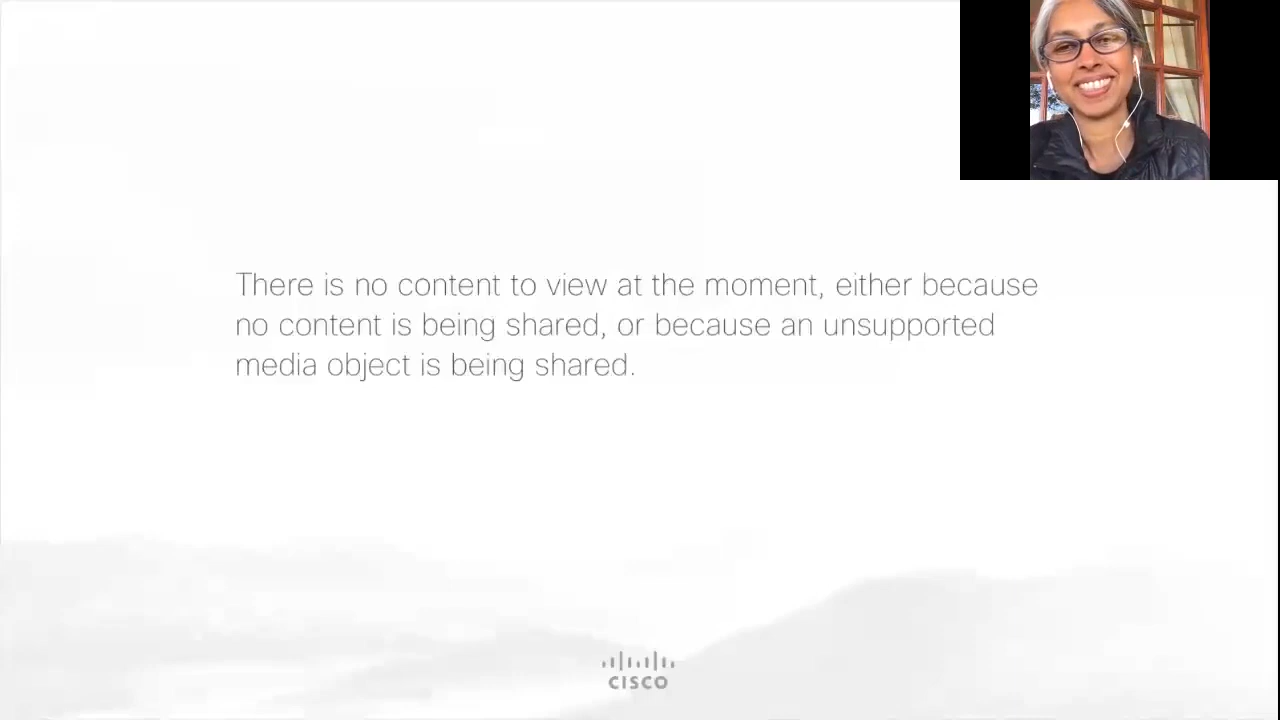 There is no content to view at the moment, either because
no content is being shared, or because an unsupported
media object is being shared.
CISCO